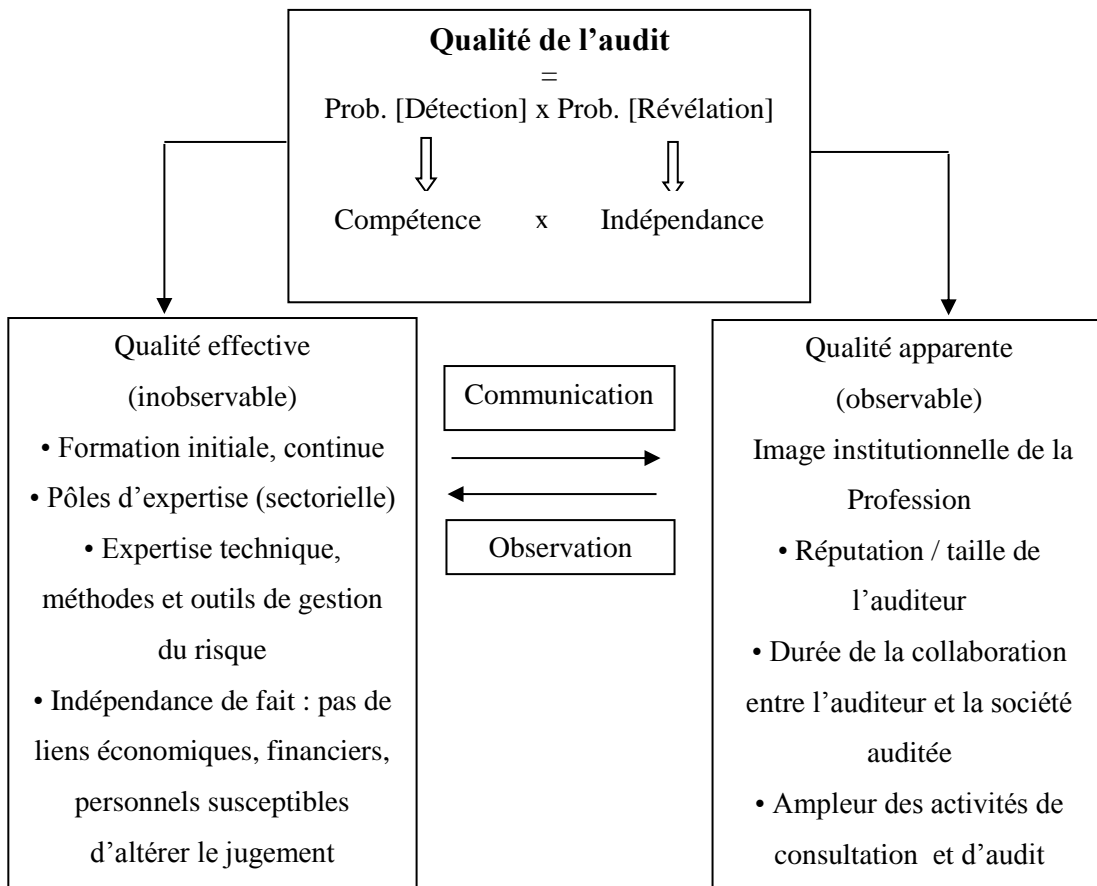 Qualité de l’audit
=
Prob. [Détection] x Prob. [Révélation]
Compétence x Indépendance
Qualité effective
(inobservable)
• Formation initiale, continue
• Pôles d’expertise (sectorielle)
• Expertise technique,
méthodes et outils de gestion
du risque
• Indépendance de fait : pas de
liens économiques, financiers,
personnels susceptibles
d’altérer le jugement
Communication
Observation
Qualité apparente
(observable)
Image institutionnelle de la
Profession
• Réputation / taille de
l’auditeur
• Durée de la collaboration
entre l’auditeur et la société
auditée
• Ampleur des activités de
consultation et d’audit